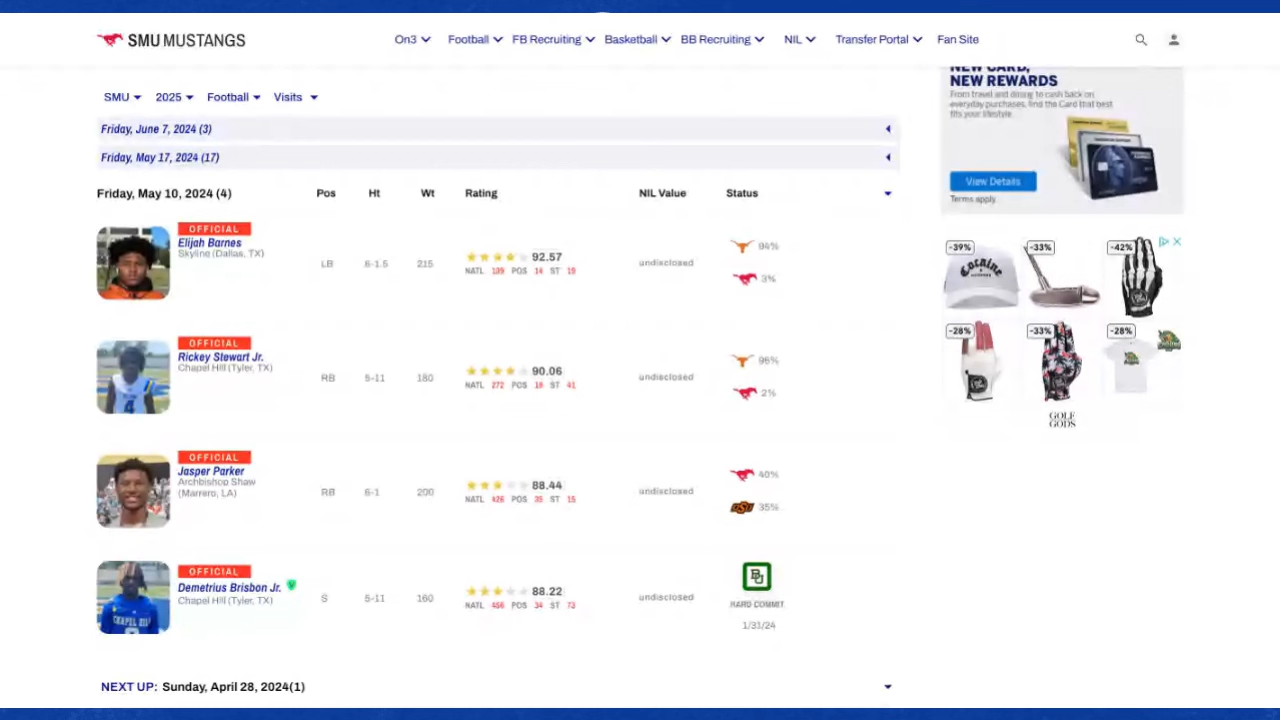 SMU MUSTANGS
On3 Football FB Recruiting Basketball BB Recruiting NIL Transfer Portal Fan Site
SMU 2025 Football Visits
Friday, June 7, 2024 (3)
Friday, May 17, 2024 (17)
Friday, May 10, 2024 (4) Pos Ht Wt Rating NIL Value Status
OFFICIAL
Elijah Barnes
Skyline (Dallas, TX)
LB 6-1.5 215 92.57 undisclosed 94%
NATL 139 POS 14 ST 19
3%
OFFICIAL
Rickey Stewart Jr.
Chapel Hill (Tyler, TX)
RB 5-11 180 90.06 undisclosed 96%
NATL 272 POS 18 ST 41
2%
OFFICIAL
Jasper Parker
Archbishop Shaw
(Marrero, LA)
RB 6-1 200 88.44 undisclosed 40%
NATL 426 POS 35 ST 15
OSU 35%
OFFICIAL
Demetrius Brisbon Jr.
Chapel Hill (Tyler, TX)
S 5-11 160 88.22 undisclosed
NATL 456 POS 34 ST 73
BU
HARD COMMIT
1/31/24
NEXT UP: Sunday, April 28, 2024(1)
NEW CARD,
NEW REWARDS
From travel and dining to cash back on
everyday purchases, find the Card that best
fits your lifestyle.
View Details
Terms apply
-39% -33% -42%
Cocaine
-28% -33% -28%
GOLF
GODS